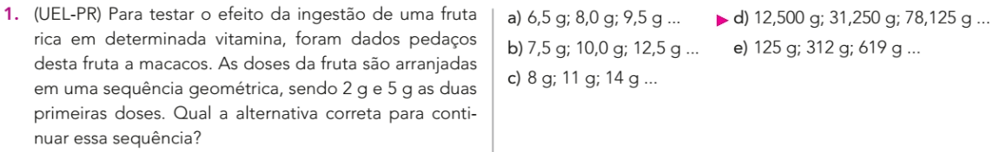 1. (UEL-PR) Para testar o efeito da ingestão de uma fruta
rica em determinada vitamina, foram dados pedaços
desta fruta a macacos. As doses da fruta são arranjadas
em uma sequência geométrica, sendo 2 g e 5 g as duas
primeiras doses. Qual a alternativa correta para conti-
nuar essa sequência?
a) 6,5 g; 8,0 g; 9,5 g ...
b) 7,5 g; 10,0 g; 12,5 g ...
c) 8 g; 11 g; 14 g ...
d) 12,500 g; 31,250 g; 78,125 g ...
e) 125 g; 312 g; 619 g ...